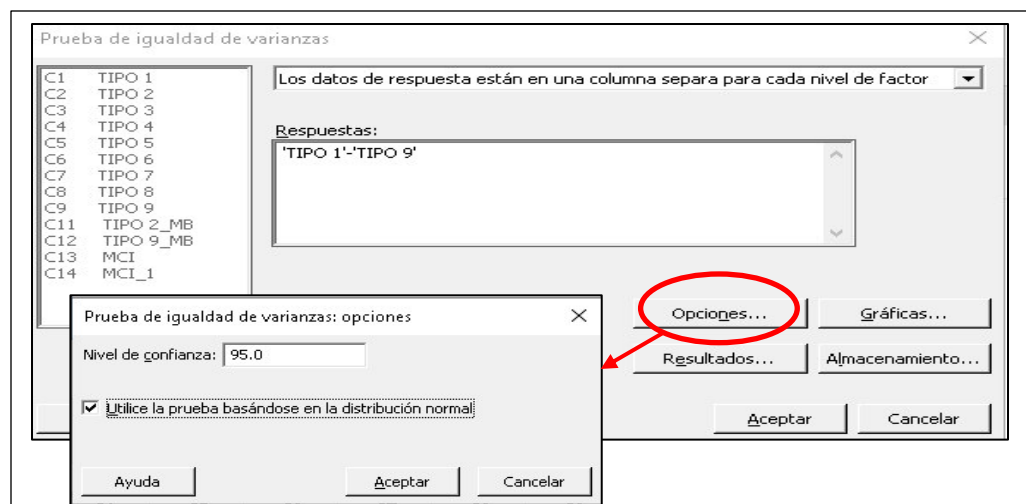 Prueba de igualdad de varianzas
C1 TIPO 1
C2 TIPO 2
C3 TIPO 3
C4 TIPO 4
C5 TIPO 5
C6 TIPO 6
C7 TIPO 7
C8 TIPO 8
C9 TIPO 9
C11 TIPO 2_MB
C12 TIPO 9_MB
C13 MCI
C14 MCI_1
Los datos de respuesta están en una columna separa para cada nivel de factor
Respuestas:
'TIPO 1'-'TIPO 9'
Opciones...
Gráficas...
Resultados...
Almacenamiento...
Aceptar
Cancelar
Prueba de igualdad de varianzas: opciones
Nivel de confianza: 95.0
Utilice la prueba basándose en la distribución normal
Ayuda
Aceptar
Cancelar